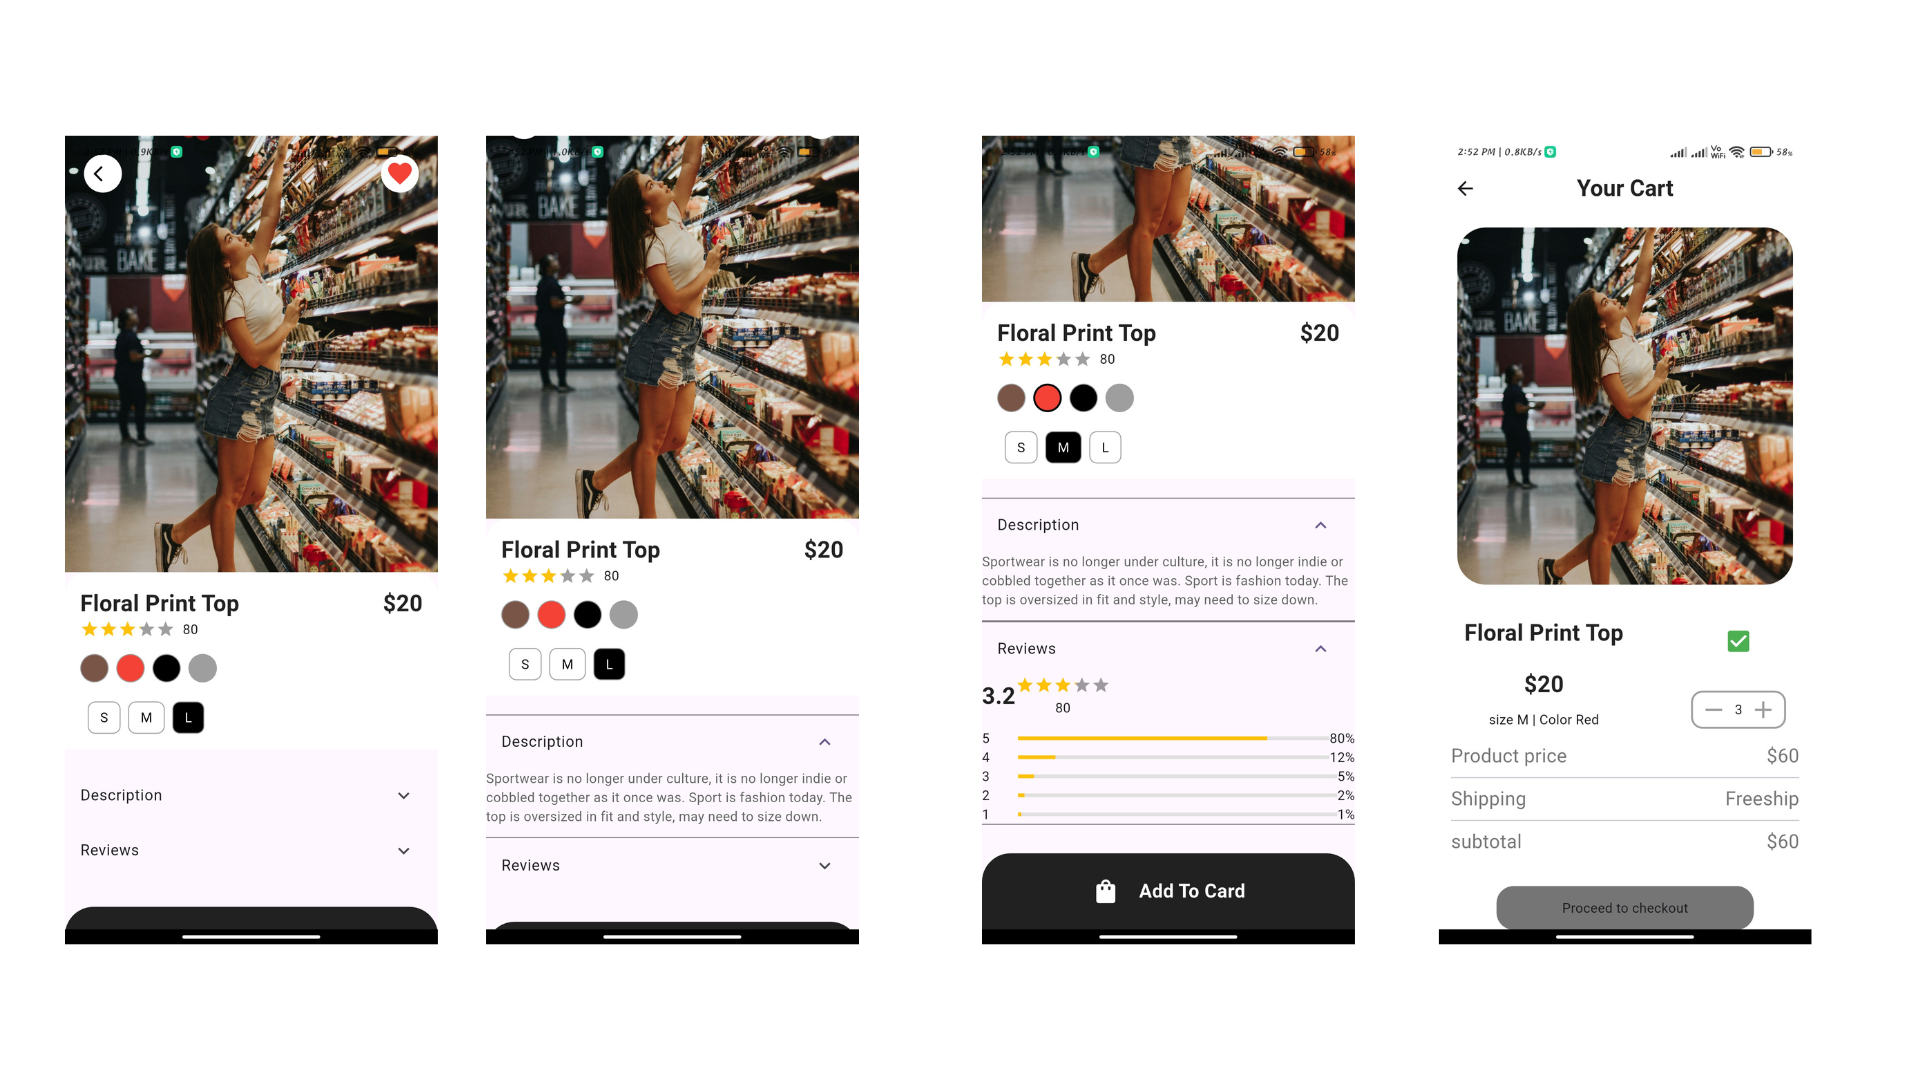 BAKE
Floral Print Top $20
80
S M L
Description
Reviews
BAKE
Floral Print Top $20
80
S M L
Description
Sportwear is no longer under culture, it is no longer indie or
cobbled together as it once was. Sport is fashion today. The
top is oversized in fit and style, may need to size down.
Reviews
58%
Floral Print Top $20
80
S M L
Description
Sportwear is no longer under culture, it is no longer indie or
cobbled together as it once was. Sport is fashion today. The
top is oversized in fit and style, may need to size down.
Reviews
3.2
80
5 80%
4 12%
3 5%
2 2%
1 1%
Add To Card
2:52 PM | 0.8KB/s Vo WiFi 58%
Your Cart
BAKE
Floral Print Top
$20
size M | Color Red
3
Product price $60
Shipping Freeship
subtotal $60
Proceed to checkout